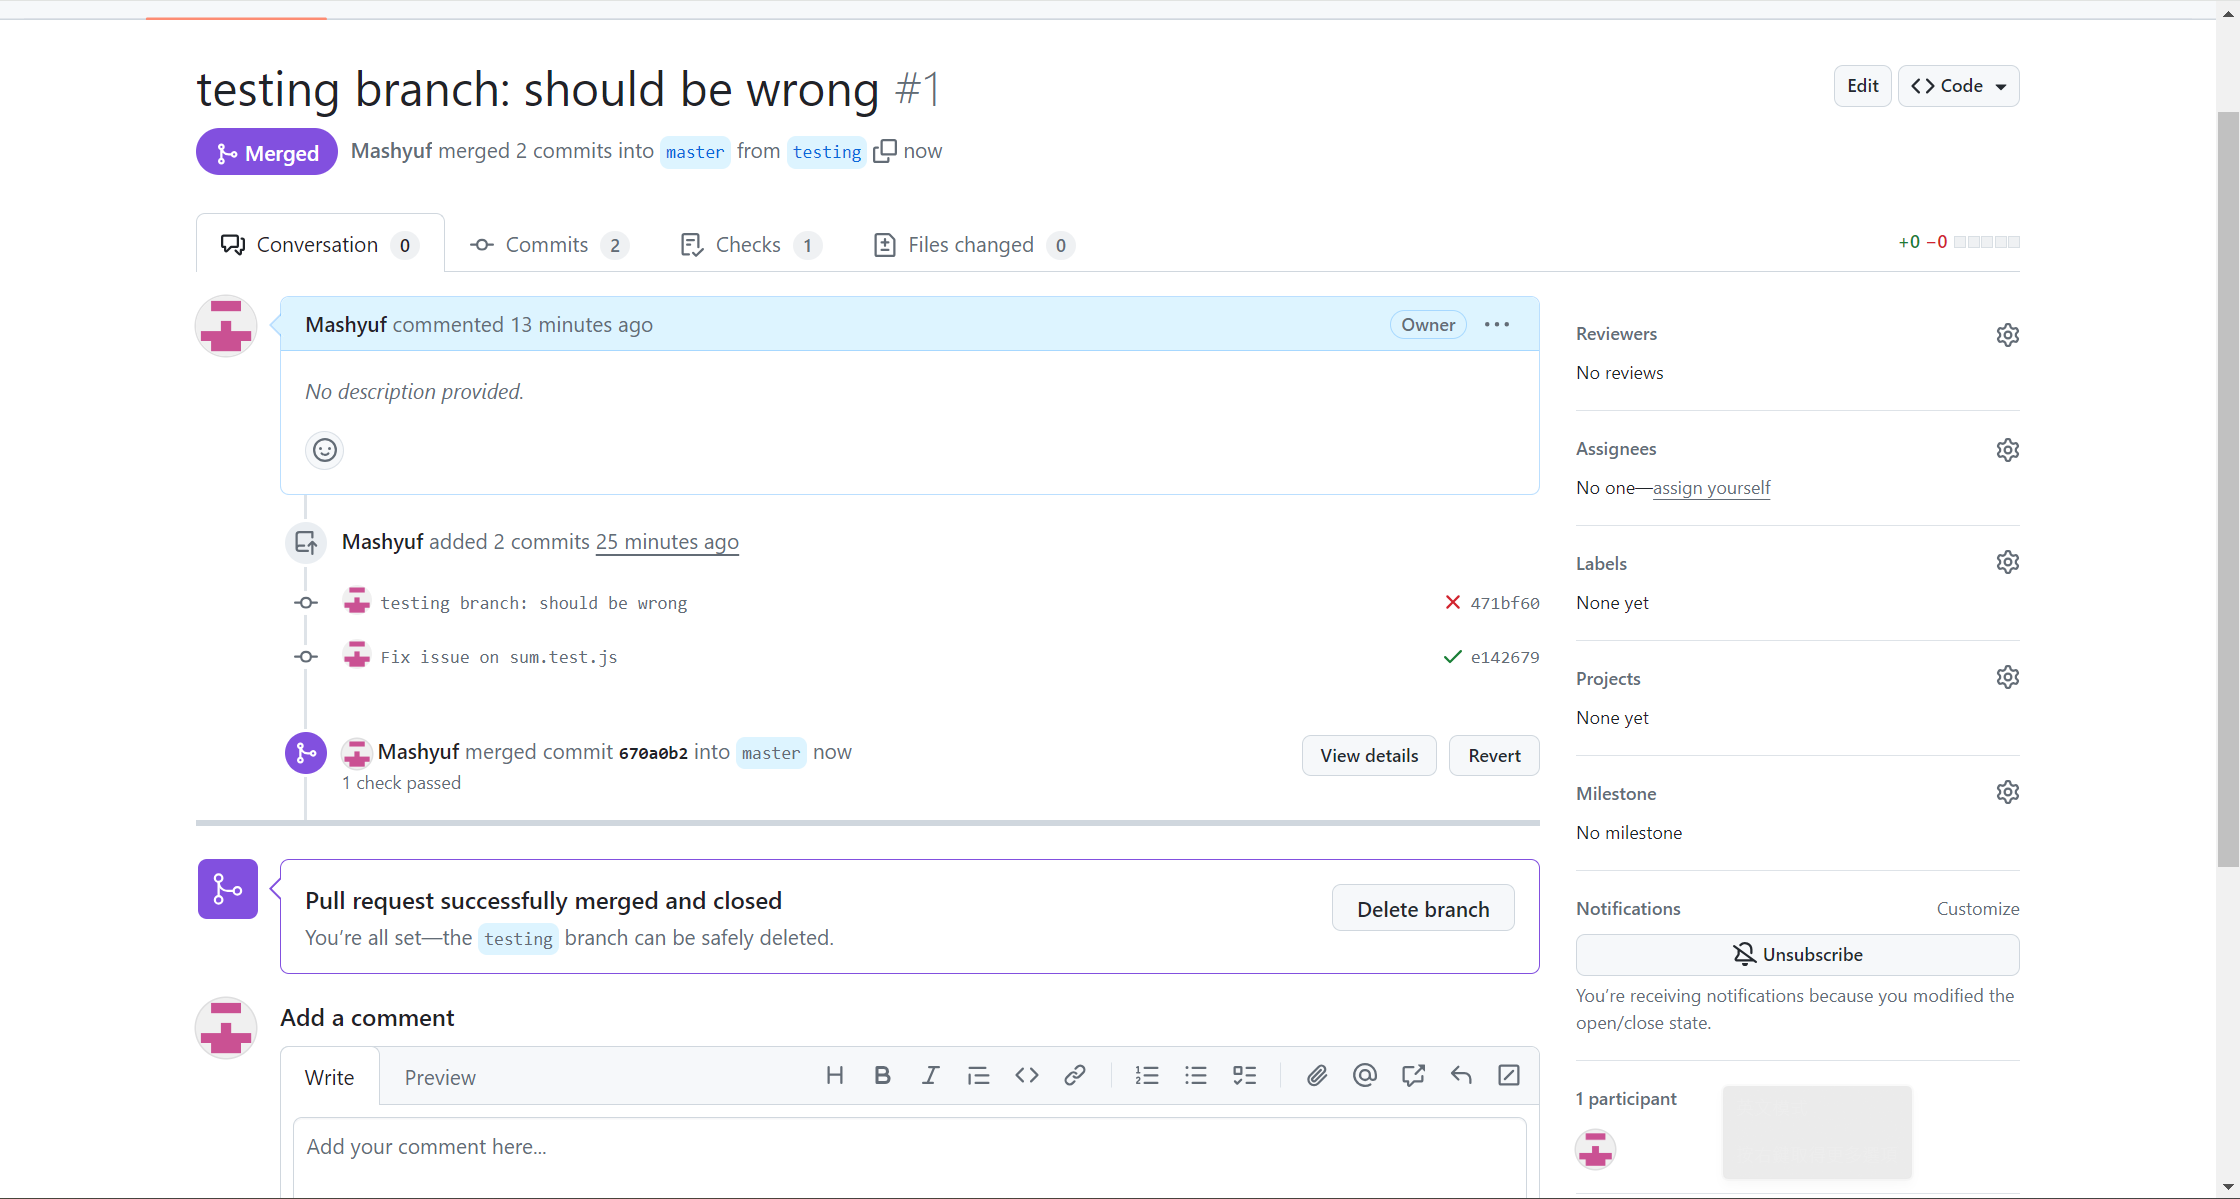 testing branch: should be wrong #1
Edit
Code
Merged
Mashyuf merged 2 commits into master from testing now
Conversation 0
Commits 2
Checks 1
Files changed 0
+0 −0
Mashyuf commented 13 minutes ago
Owner
No description provided.
Mashyuf added 2 commits 25 minutes ago
testing branch: should be wrong
471bf60
Fix issue on sum.test.js
e142679
Mashyuf merged commit 670a0b2 into master now
1 check passed
View details
Revert
Pull request successfully merged and closed
You're all set—the testing branch can be safely deleted.
Delete branch
Add a comment
Write
Preview
Add your comment here...
Reviewers
No reviews
Assignees
No one—assign yourself
Labels
None yet
Projects
None yet
Milestone
No milestone
Notifications
Customize
Unsubscribe
You're receiving notifications because you modified the
open/close state.
1 participant